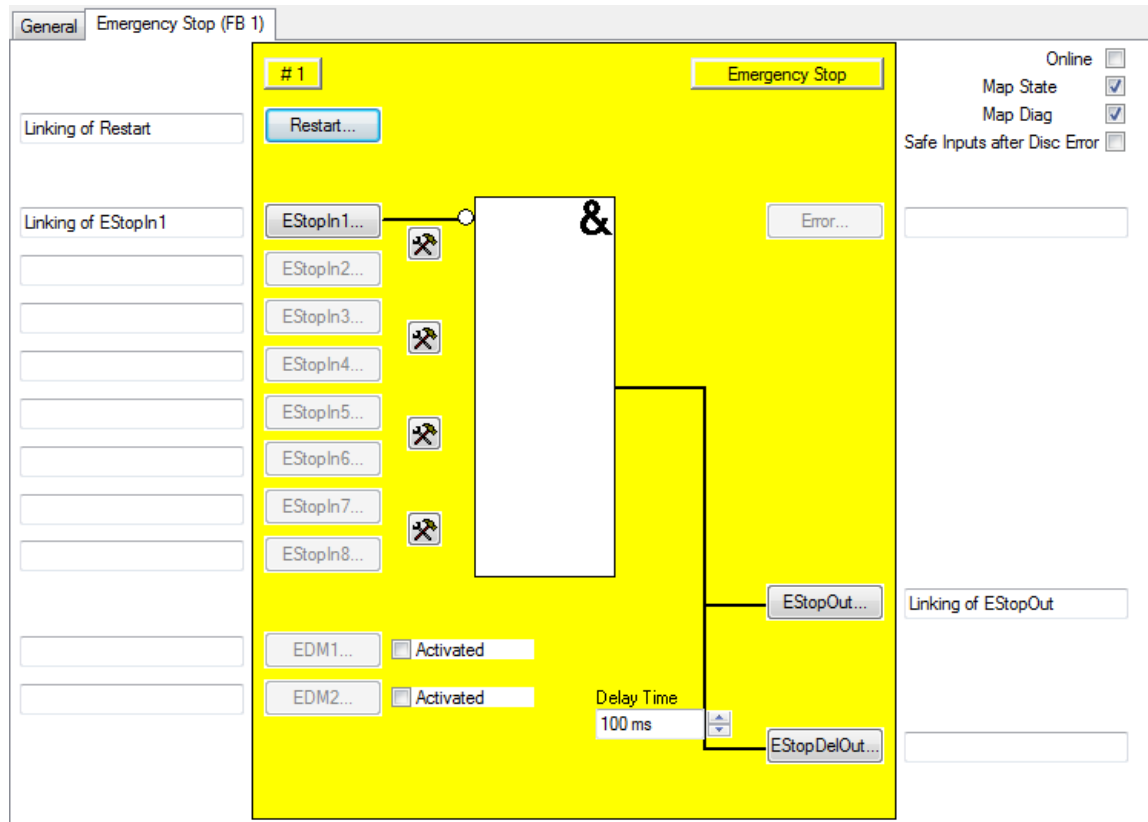 General Emergency Stop (FB 1)
# 1 Emergency Stop Online
Map State
Linking of Restart Restart... Map Diag
Safe Inputs after Disc Error
Linking of EStopIn1 EStopIn1... & Error...
EStopIn2...
EStopIn3...
EStopIn4...
EStopIn5...
EStopIn6...
EStopIn7...
EStopIn8...
EStopOut... Linking of EStopOut
EDM1... Activated
EDM2... Activated Delay Time
100 ms
EStopDelOut...